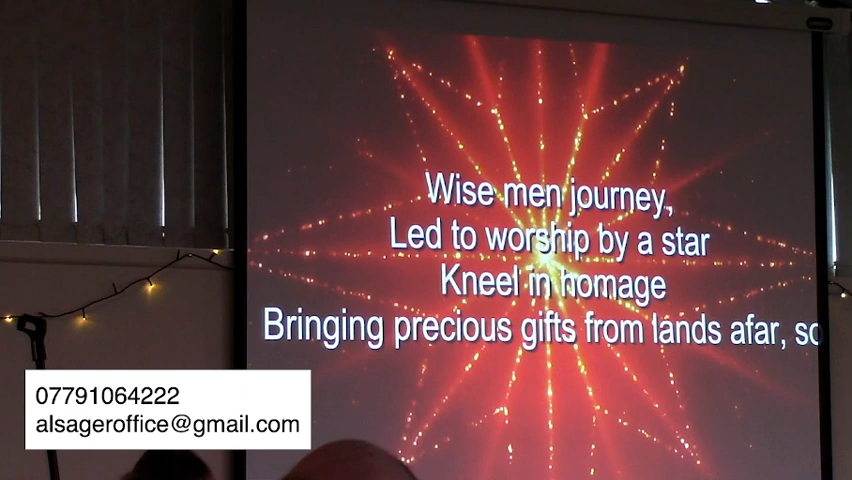 Wise men journey,
Led to worship by a star
Kneel in homage
Bringing precious gifts from lands afar, so
07791064222
alsageroffice@gmail.com